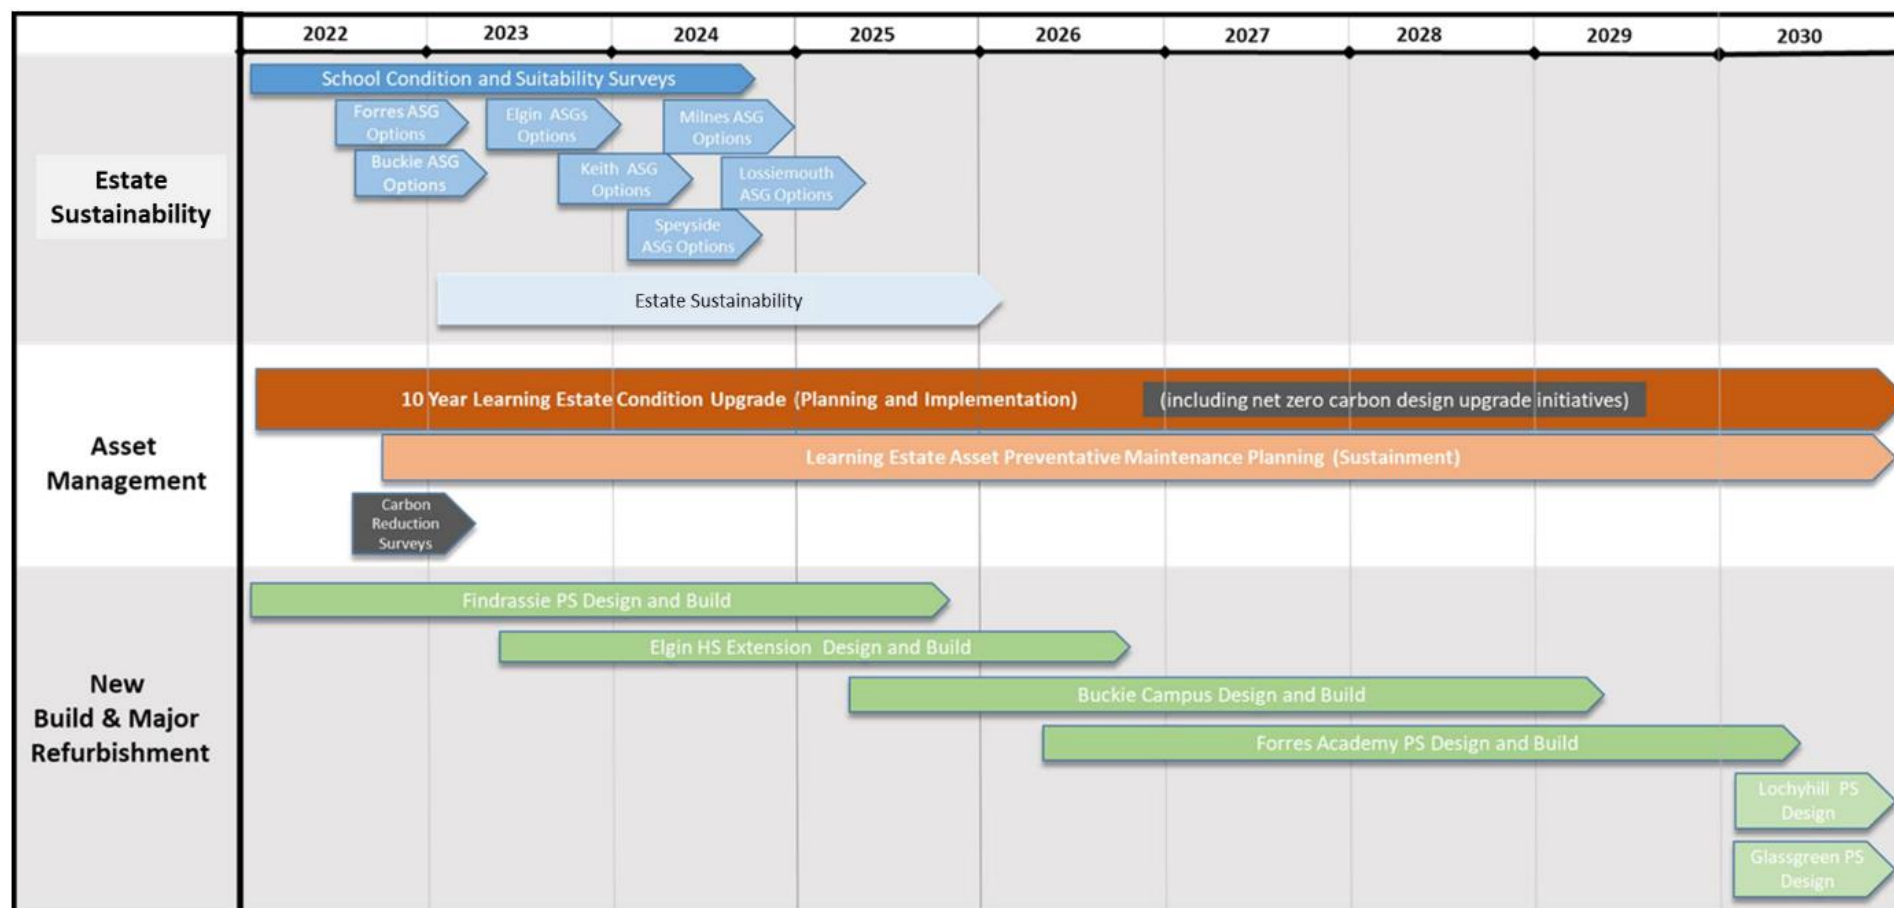 2022 2023 2024 2025 2026 2027 2028 2029 2030
Estate
Sustainability
School Condition and Suitability Surveys
Forres ASG
Options
Elgin ASGs
Options
Milnes ASG
Options
Buckie ASG
Options
Keith ASG
Options
Lossiemouth
ASG Options
Speyside
ASG Options
Estate Sustainability
Asset
Management
10 Year Learning Estate Condition Upgrade (Planning and Implementation) (including net zero carbon design upgrade initiatives)
Learning Estate Asset Preventative Maintenance Planning (Sustainment)
Carbon
Reduction
Surveys
New
Build & Major
Refurbishment
Findrassie PS Design and Build
Elgin HS Extension Design and Build
Buckie Campus Design and Build
Forres Academy PS Design and Build
Lochyhill PS
Design
Glassgreen PS
Design